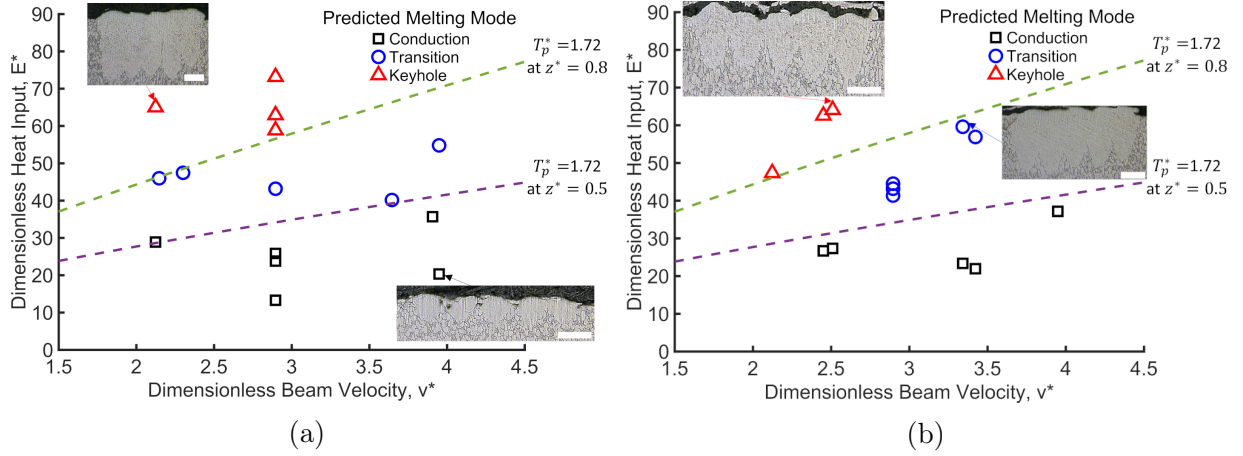 90
80
70
60
50
40
30
20
10
0
Dimensionless Heat Input, E*
1.5
2
2.5
3
3.5
4
4.5
Dimensionless Beam Velocity, v*
Predicted Melting Mode
Conduction
Transition
Keyhole
T*p =1.72
at z* = 0.8
T*p =1.72
at z* = 0.5
(a)
90
80
70
60
50
40
30
20
10
0
Dimensionless Heat Input, E*
1.5
2
2.5
3
3.5
4
4.5
Dimensionless Beam Velocity, v*
Predicted Melting Mode
Conduction
Transition
Keyhole
T*p =1.72
at z* = 0.8
T*p =1.72
at z* = 0.5
(b)